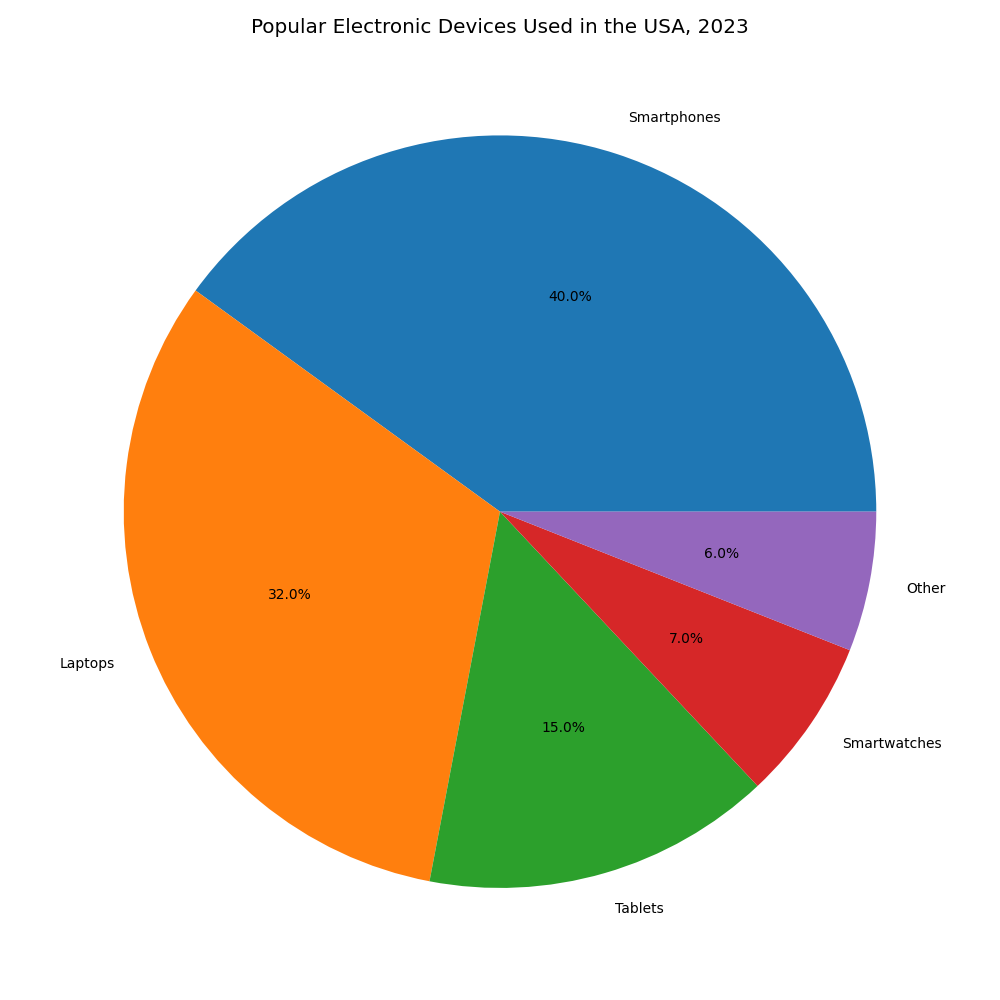 Popular Electronic Devices Used in the USA, 2023
Smartphones
40.0%
32.0%
Laptops
15.0%
Tablets
7.0%
Smartwatches
6.0%
Other